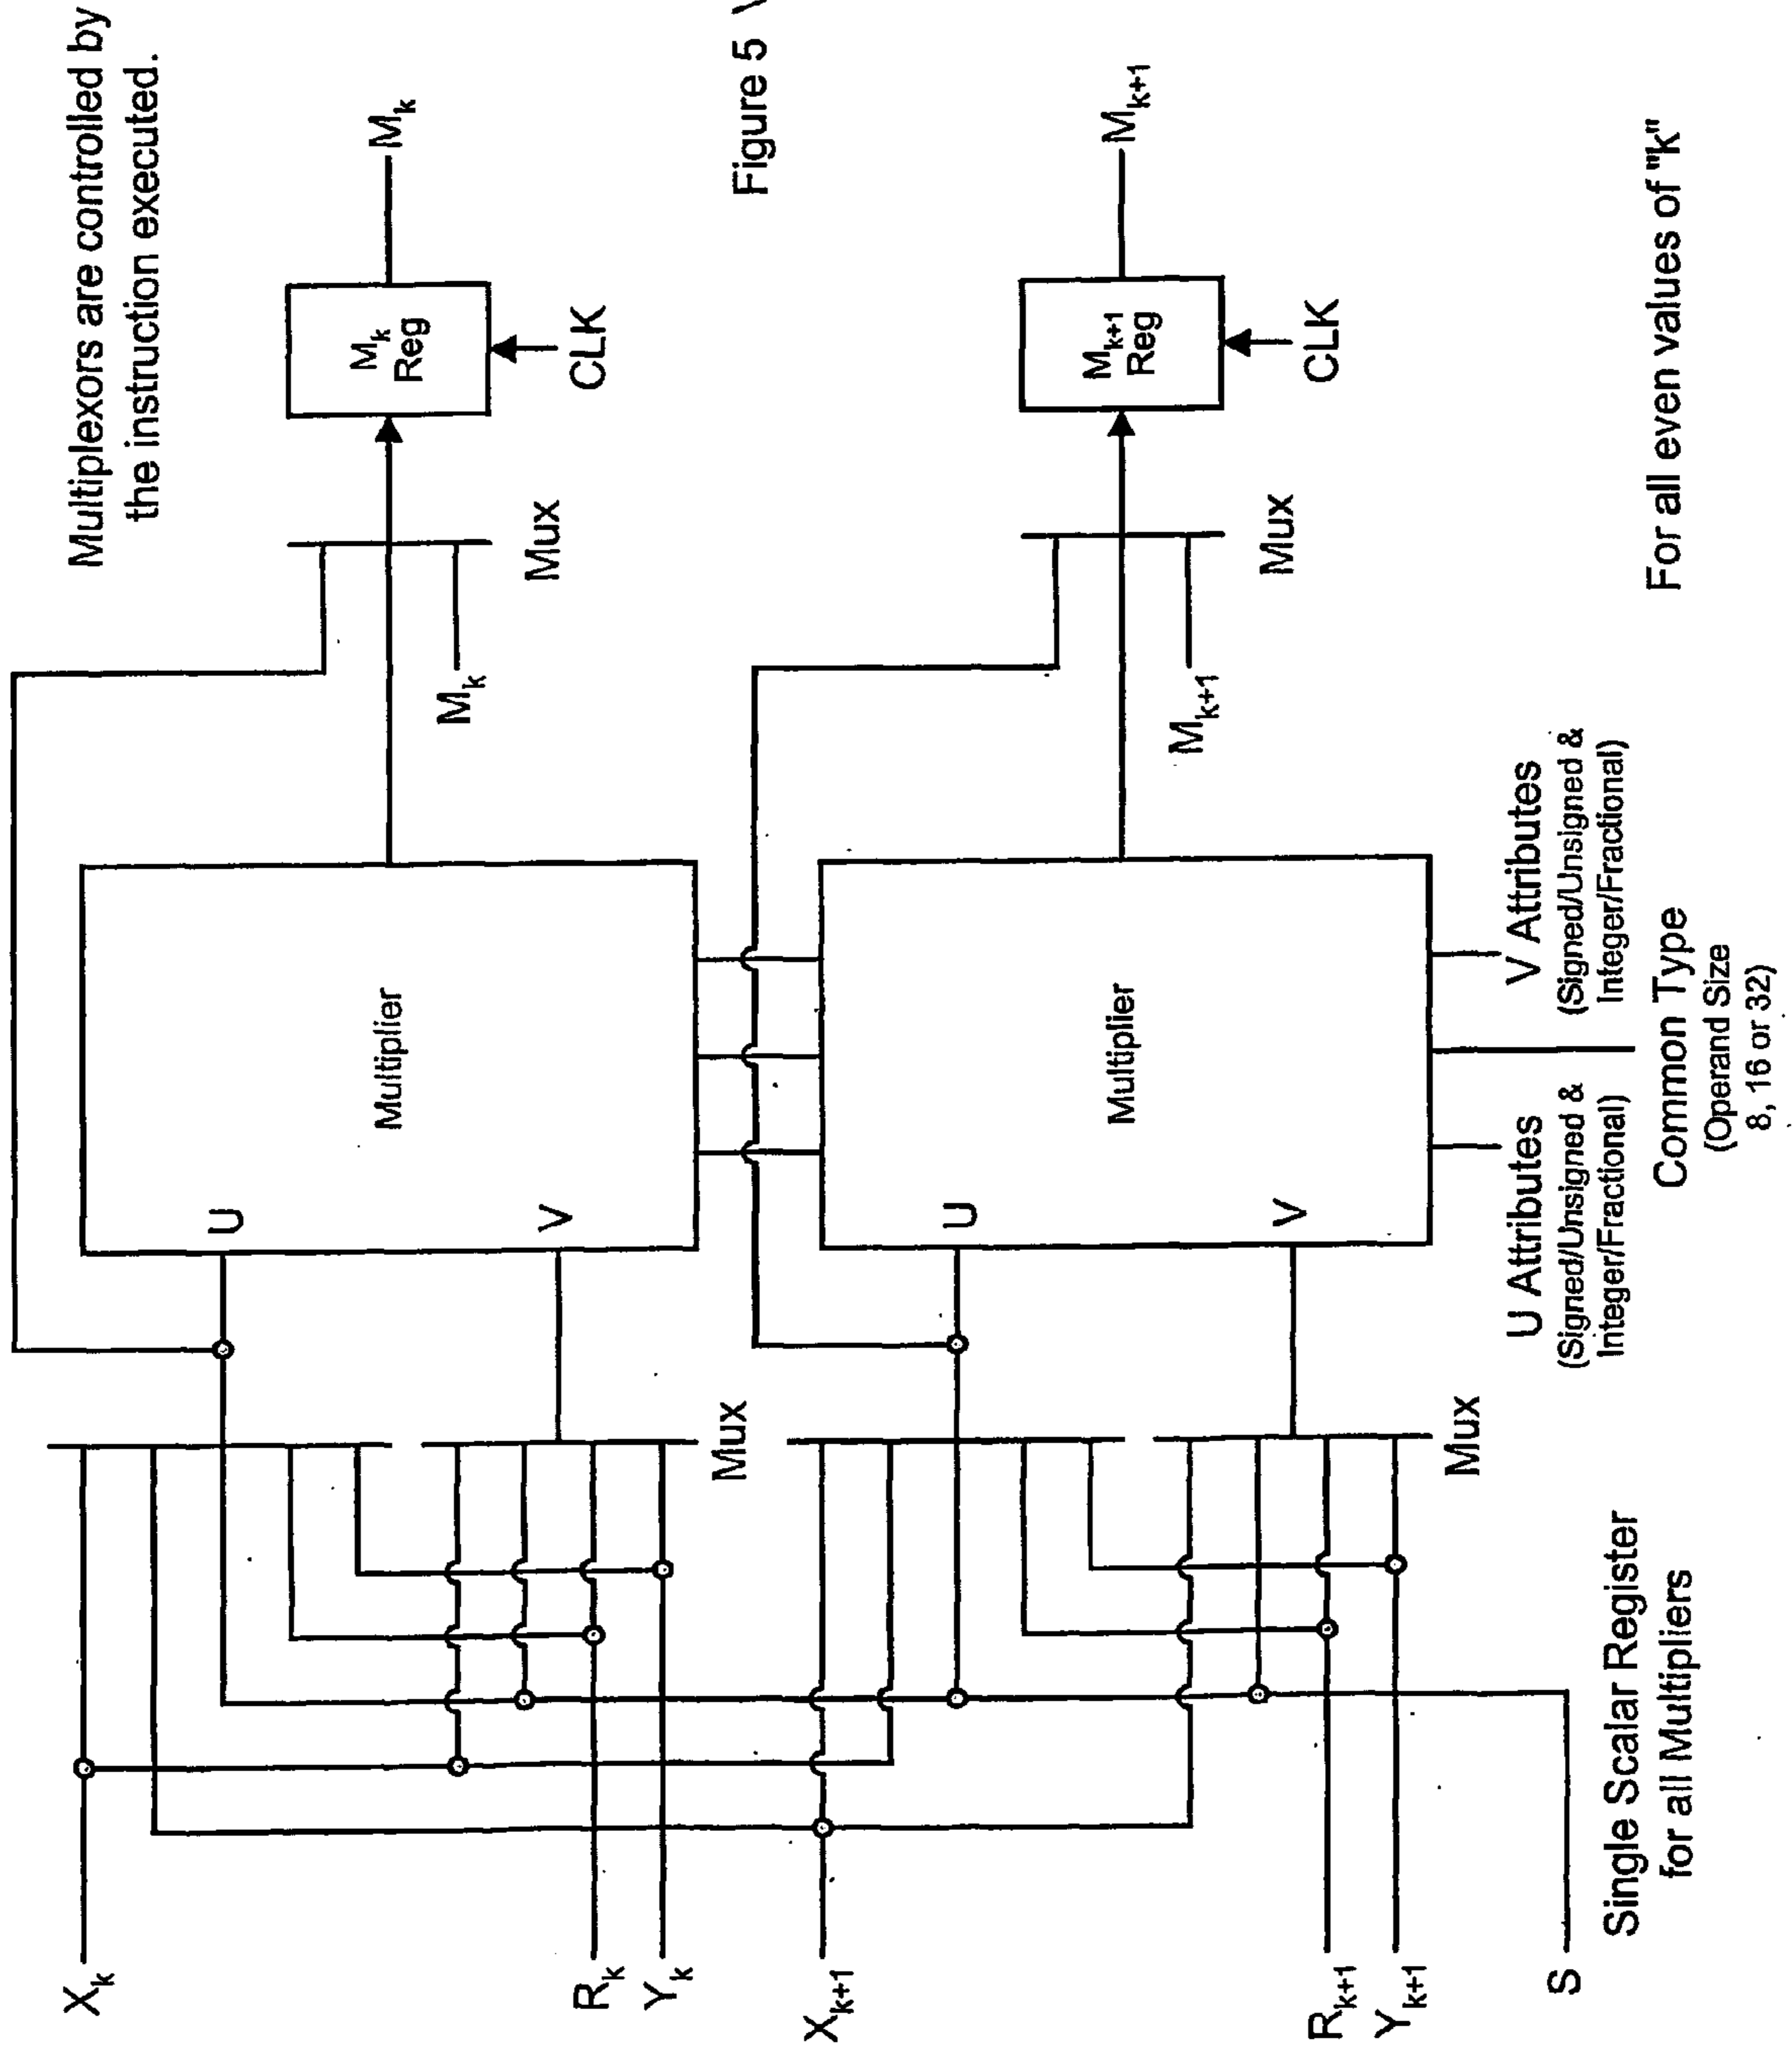 Multiplexors are controlled by
the instruction executed.
X_k
R_k
Y_k
Mux
U
V
Multiplier
M_k
Mux
M_k
Reg
CLK
M_k
Figure 5
X_{k+1}
R_{k+1}
Y_{k+1}
Mux
U
V
Multiplier
M_{k+1}
Mux
M_{k+1}
Reg
CLK
M_{k+1}
S
Single Scalar Register
for all Multipliers
U Attributes
(Signed/Unsigned &
Integer/Fractional)
Common Type
(Operand Size
8, 16 or 32)
V Attributes
(Signed/Unsigned &
Integer/Fractional)
For all even values of "k"